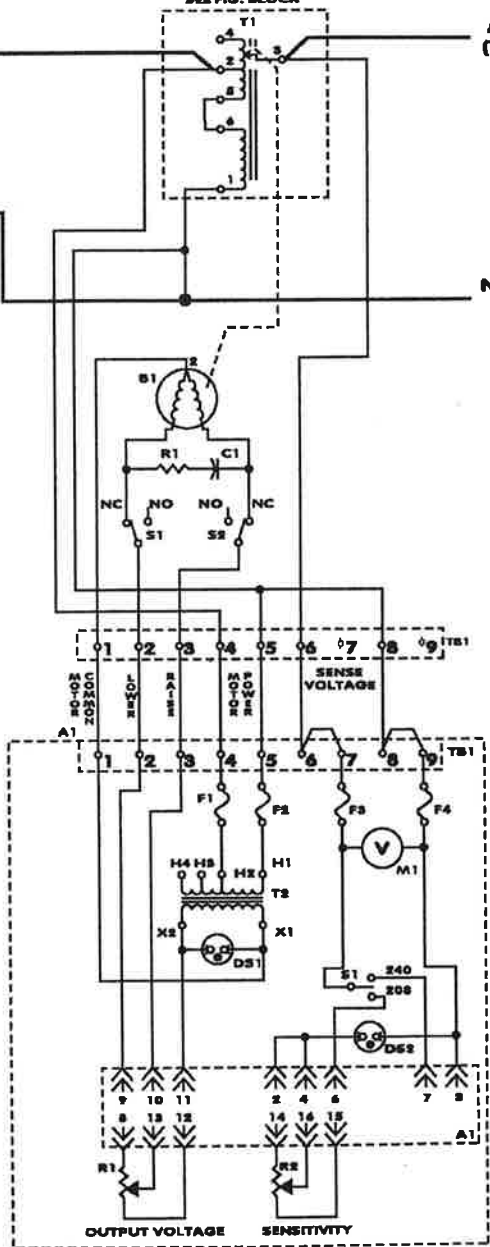 SEE FIG. BLOCK
T1
4
2
3
5
6
1
N
2
B1
R1 C1
NC NO NO NC
S1 S2
1 2 3 4 5 6 7 8 9 TB1
MOTOR COMMON
LOWER
RAISE
MOTOR POWER
SENSE VOLTAGE
A1
1 2 3 4 5 6 7 8 9 TB1
F1 F2 F3 F4
V
M1
H4 H3 H2 H1
T2
X2 X1
DS1
S1 240
208
DS2
9 10 11 2 4 6 7 3
8 13 12 14 16 15
A1
R1 R2
OUTPUT VOLTAGE SENSITIVITY